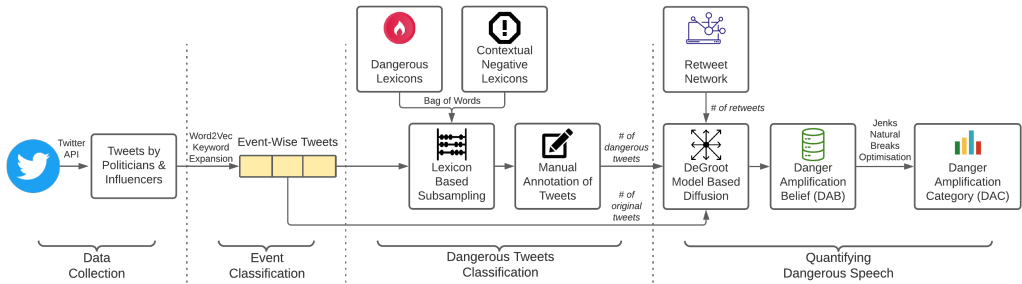 Dangerous
Lexicons
Contextual
Negative
Lexicons
Retweet
Network
Bag of Words
# of retweets
Twitter
API
Tweets by
Politicians &
Influencers
Word2Vec
Keyword
Expansion
Event-Wise Tweets
Lexicon
Based
Subsampling
Manual
Annotation of
Tweets
# of
dangerous
tweets
# of
original
tweets
DeGroot
Model Based
Diffusion
Danger
Amplification
Belief (DAB)
Jenks
Natural
Breaks
Optimisation
Danger
Amplification
Category (DAC)
Data
Collection
Event
Classification
Dangerous Tweets
Classification
Quantifying
Dangerous Speech